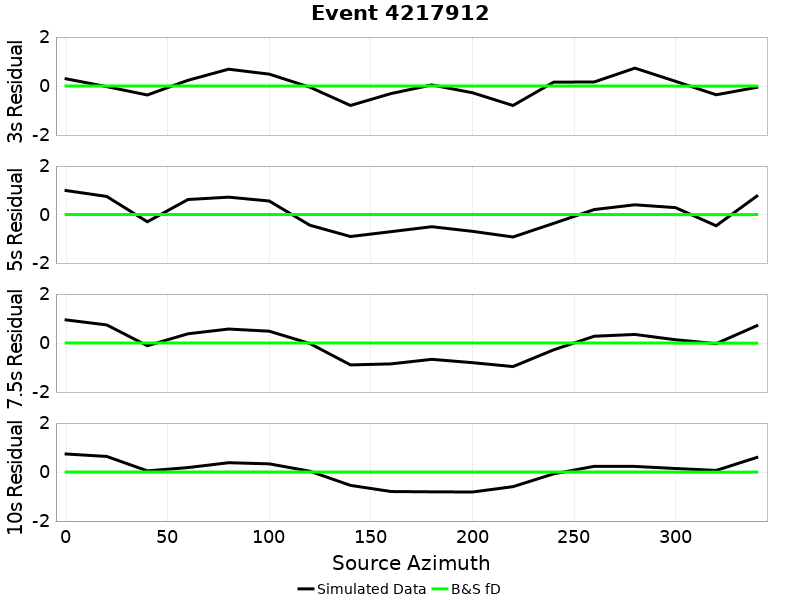 Event 4217912
3s Residual
2
0
-2
5s Residual
2
0
-2
7.5s Residual
2
0
-2
10s Residual
2
0
-2
0 50 100 150 200 250 300
Source Azimuth
Simulated Data B&S fD